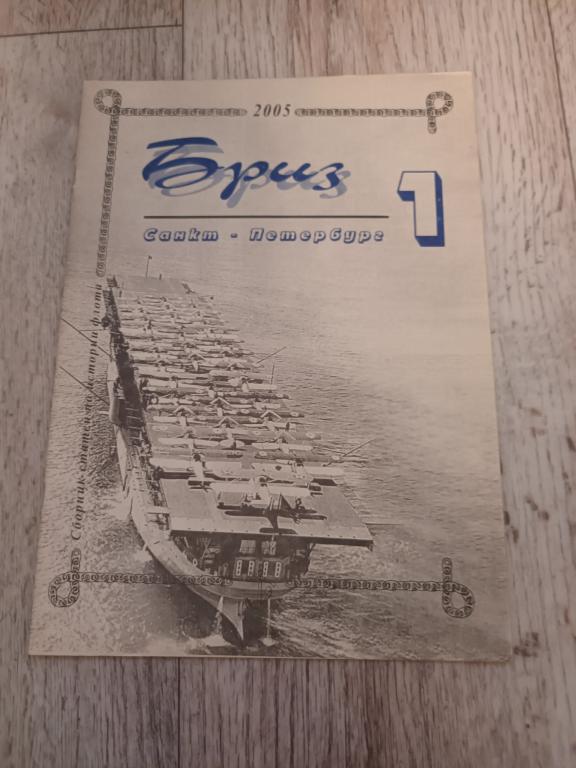 2005
Бриз
1
Санкт - Петербург
Сборник статей по истории флота